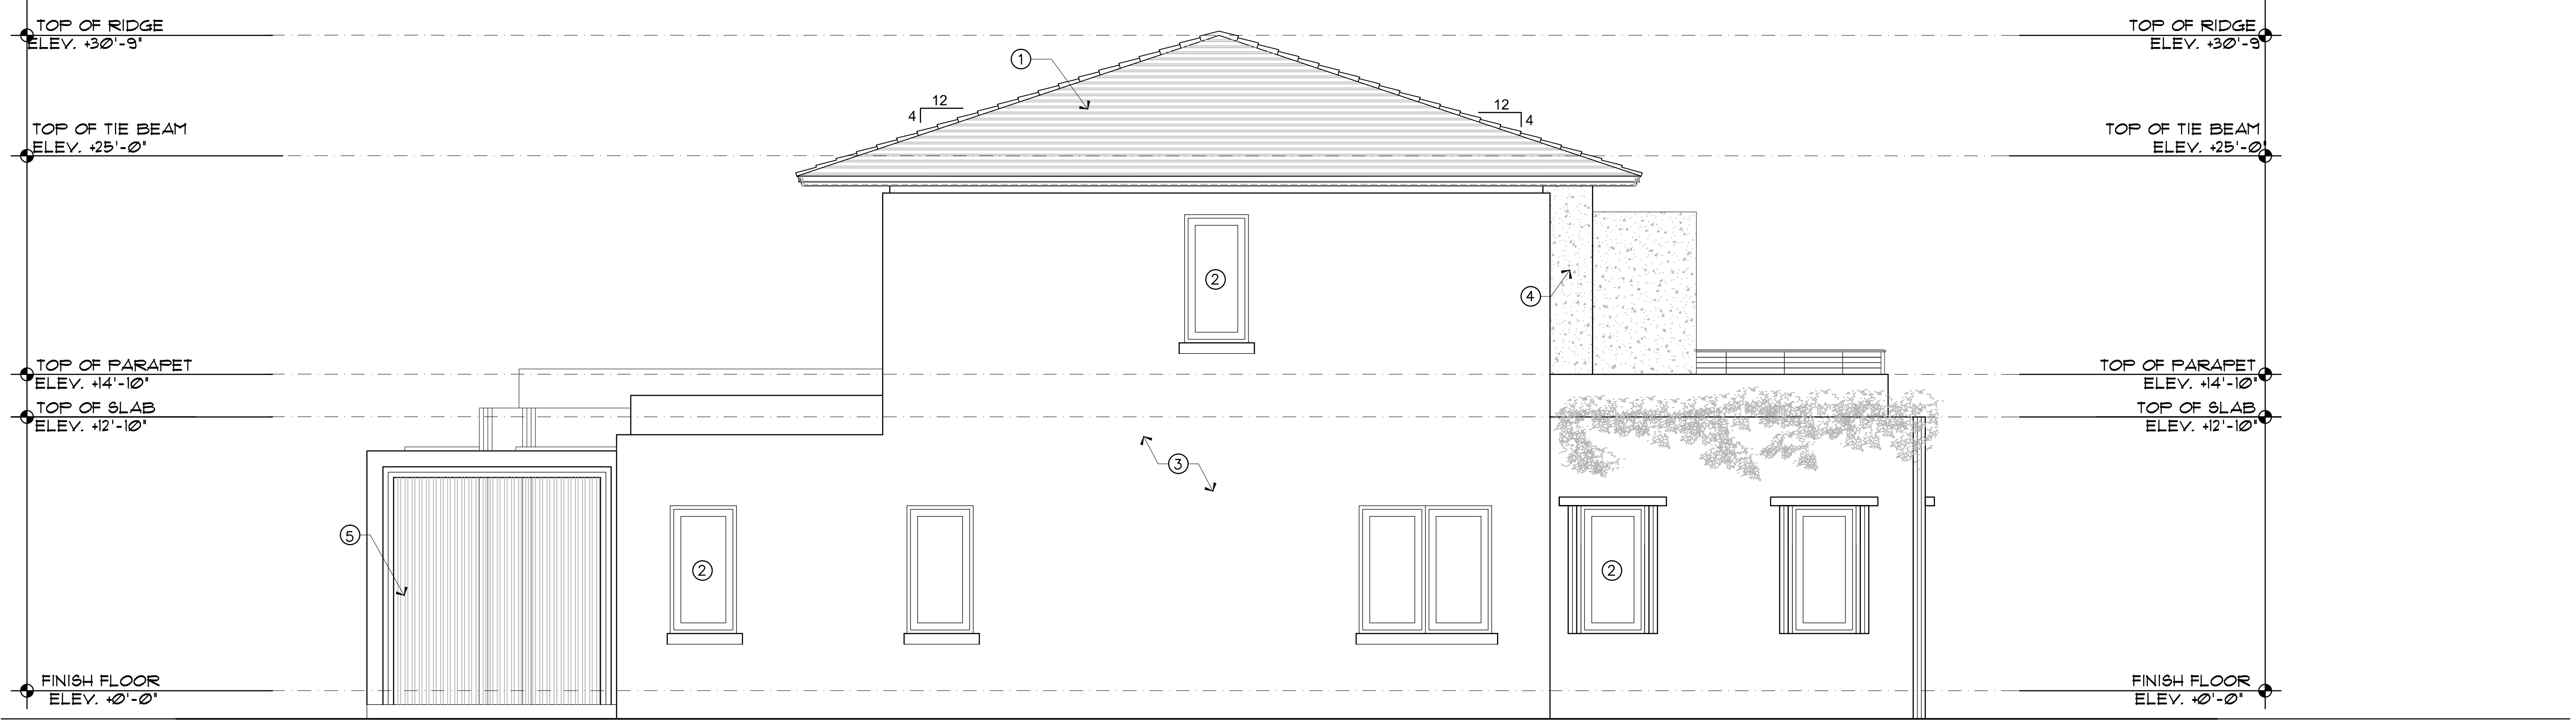 TOP OF RIDGE
ELEV. +30'-9"
TOP OF RIDGE
ELEV. +30'-9
1
12
4
12
4
TOP OF TIE BEAM
ELEV. +25'-0"
TOP OF TIE BEAM
ELEV. +25'-0"
2
4
TOP OF PARAPET
ELEV. +14'-10"
TOP OF PARAPET
ELEV. +14'-10"
TOP OF SLAB
ELEV. +12'-10"
TOP OF SLAB
ELEV. +12'-10"
3
5
2
2
FINISH FLOOR
ELEV. +0'-0"
FINISH FLOOR
ELEV. +0'-0"